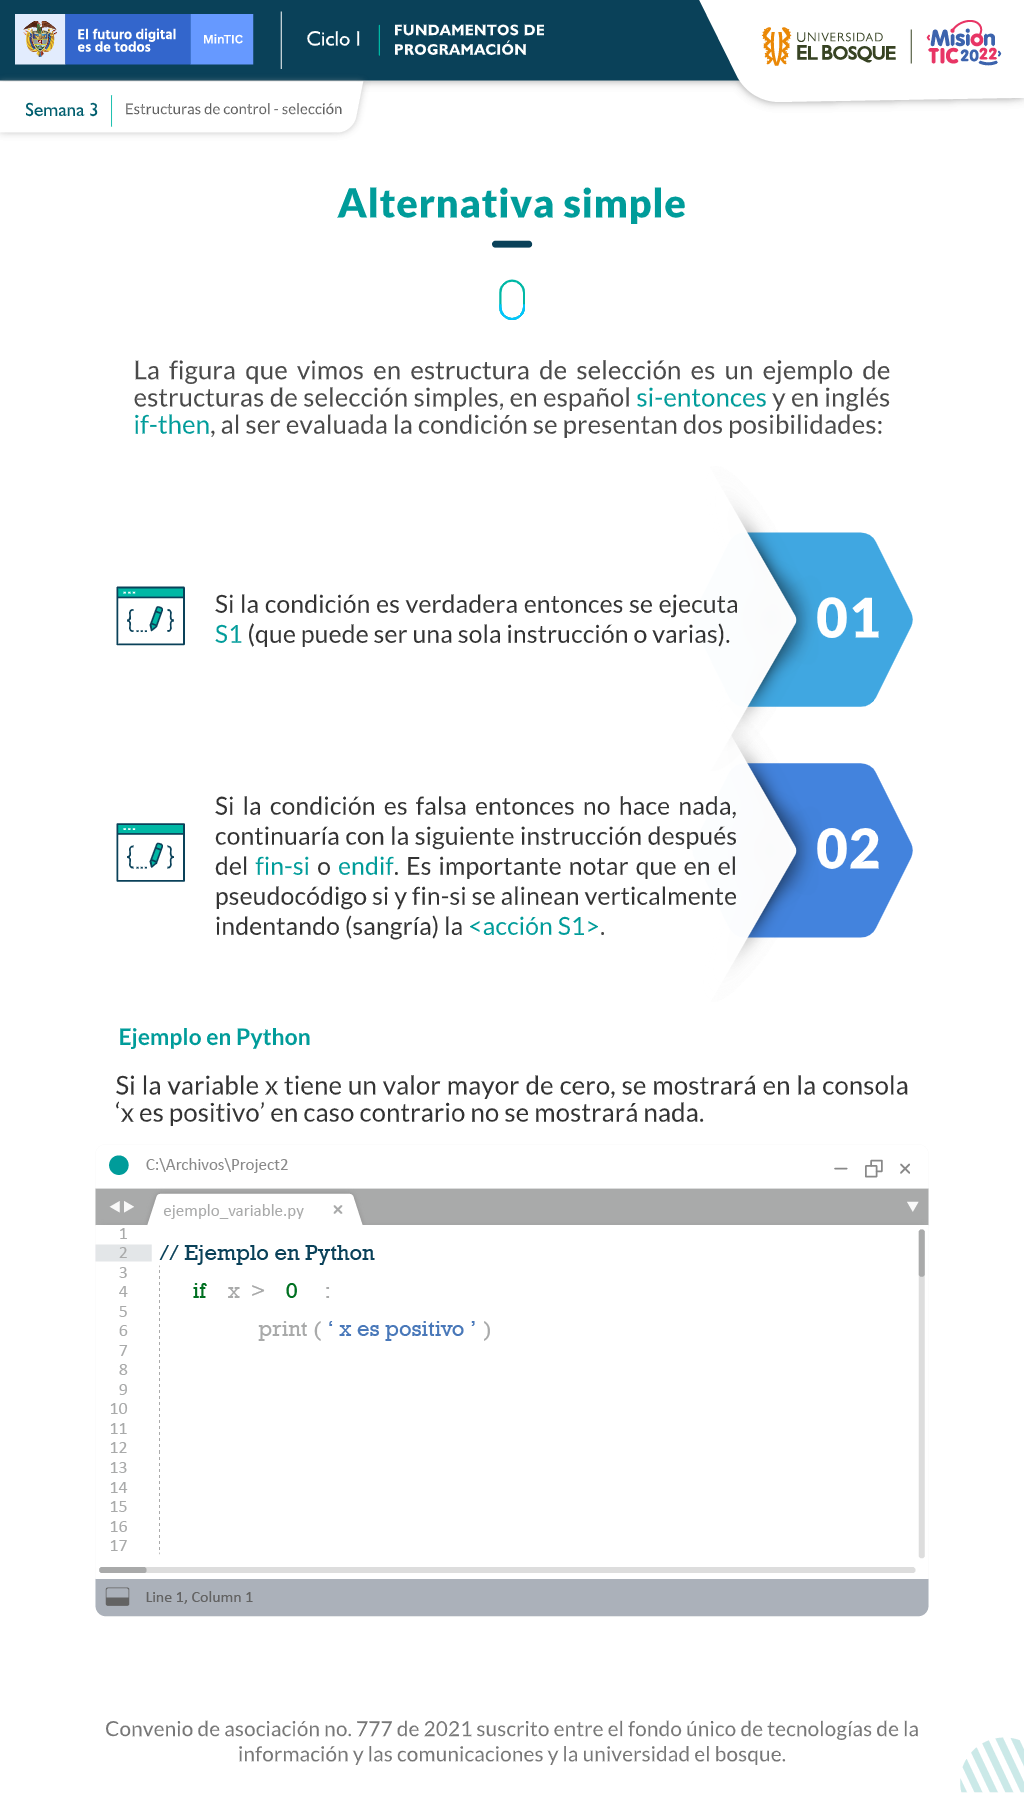 El futuro digital
es de todos
MinTIC
Ciclo I
FUNDAMENTOS DE
PROGRAMACIÓN
UNIVERSIDAD
EL BOSQUE
Misión
TIC2022
Semana 3
Estructuras de control - selección
Alternativa simple
La figura que vimos en estructura de selección es un ejemplo de
estructuras de selección simples, en español si-entonces y en inglés
if-then, al ser evaluada la condición se presentan dos posibilidades:
{...}
Si la condición es verdadera entonces se ejecuta
S1 (que puede ser una sola instrucción o varias).
01
{...}
Si la condición es falsa entonces no hace nada,
continuaría con la siguiente instrucción después
del fin-si o endif. Es importante notar que en el
pseudocódigo si y fin-si se alinean verticalmente
indentando (sangría) la <acción S1>.
02
Ejemplo en Python
Si la variable x tiene un valor mayor de cero, se mostrará en la consola
‘x es positivo’ en caso contrario no se mostrará nada.
C:\Archivos\Project2
ejemplo_variable.py
1
2 // Ejemplo en Python
3
4 if x > 0 :
5
6 print ( ‘ x es positivo ’ )
7
8
9
10
11
12
13
14
15
16
17
Line 1, Column 1
Convenio de asociación no. 777 de 2021 suscrito entre el fondo único de tecnologías de la
información y las comunicaciones y la universidad el bosque.